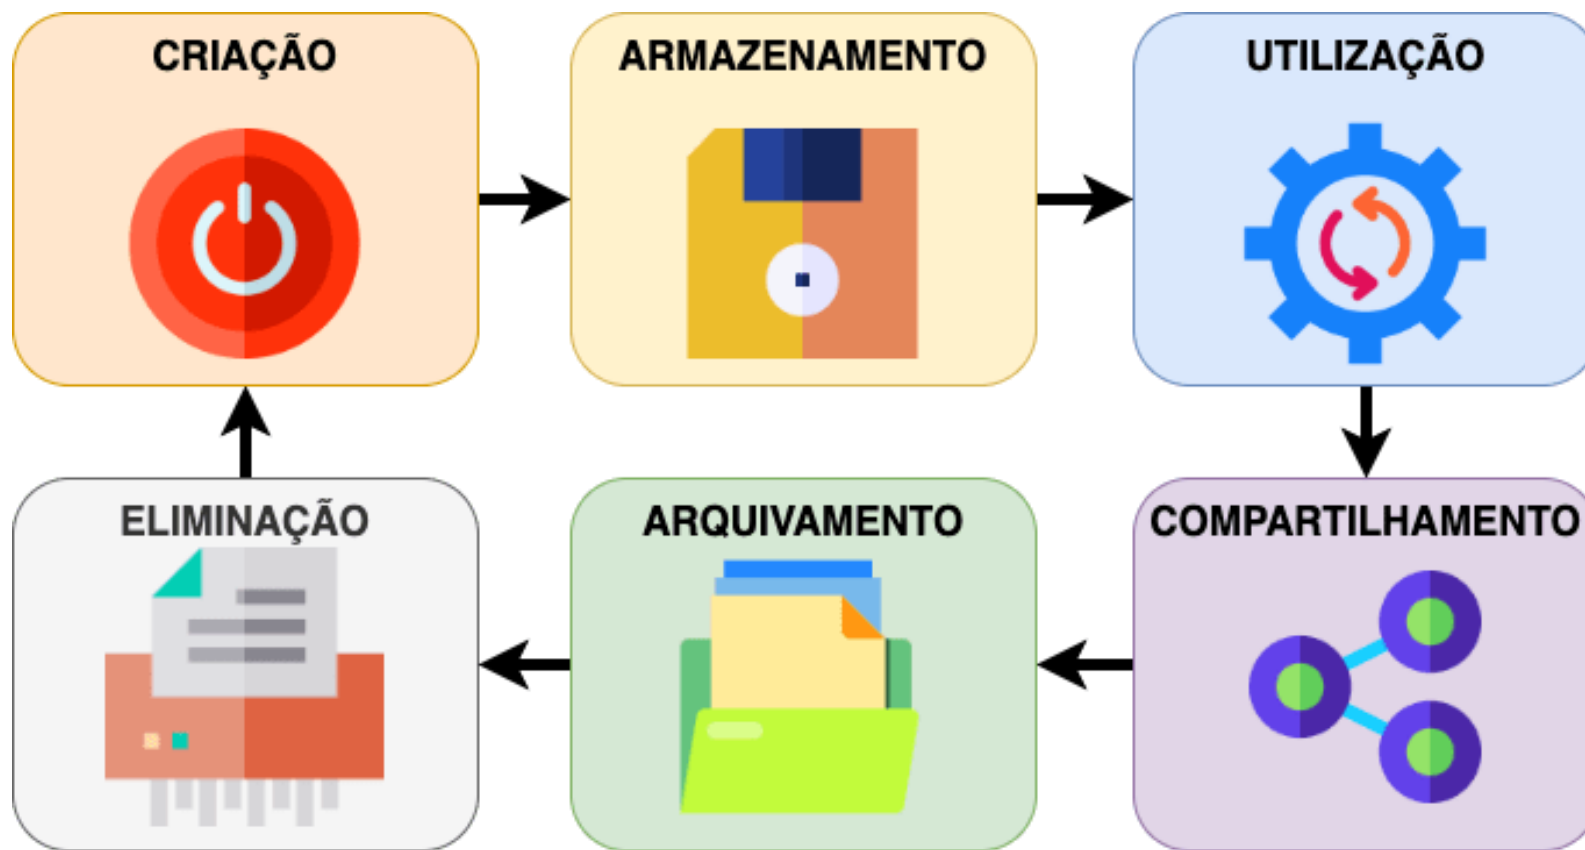 CRIAÇÃO
ARMAZENAMENTO
UTILIZAÇÃO
ELIMINAÇÃO
ARQUIVAMENTO
COMPARTILHAMENTO